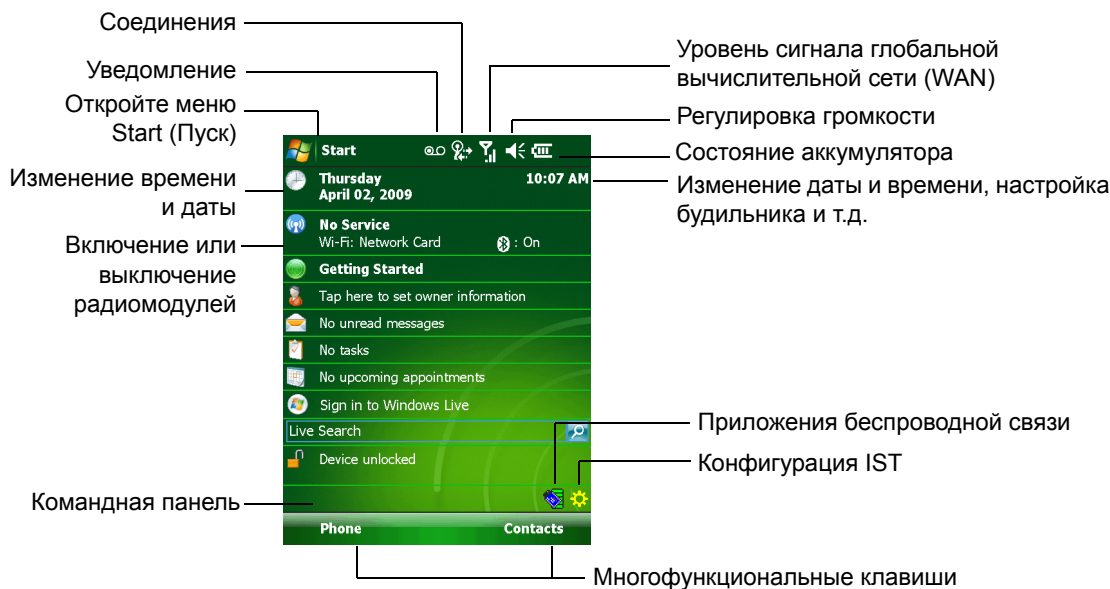 Соединения
Уведомление
Откройте меню
Start (Пуск)
Изменение времени
и даты
Включение или
выключение
радиомодулей
Командная панель
Start
Thursday
April 02, 2009
10:07 AM
No Service
Wi-Fi: Network Card
: On
Getting Started
Tap here to set owner information
No unread messages
No tasks
No upcoming appointments
Sign in to Windows Live
Live Search
Device unlocked
Phone
Contacts
Уровень сигнала глобальной
вычислительной сети (WAN)
Регулировка громкости
Состояние аккумулятора
Изменение даты и времени, настройка
будильника и т.д.
Приложения беспроводной связи
Конфигурация IST
Многофункциональные клавиши